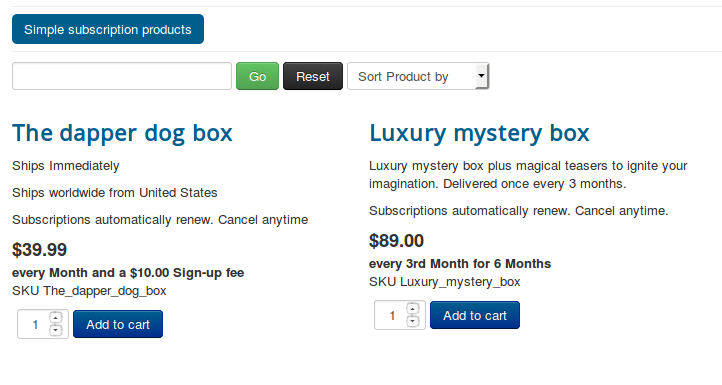 Simple subscription products
Go Reset Sort Product by
The dapper dog box
Ships Immediately
Ships worldwide from United States
Subscriptions automatically renew. Cancel anytime
$39.99
every Month and a $10.00 Sign-up fee
SKU The_dapper_dog_box
1 Add to cart
Luxury mystery box
Luxury mystery box plus magical teasers to ignite your
imagination. Delivered once every 3 months.
Subscriptions automatically renew. Cancel anytime.
$89.00
every 3rd Month for 6 Months
SKU Luxury_mystery_box
1 Add to cart